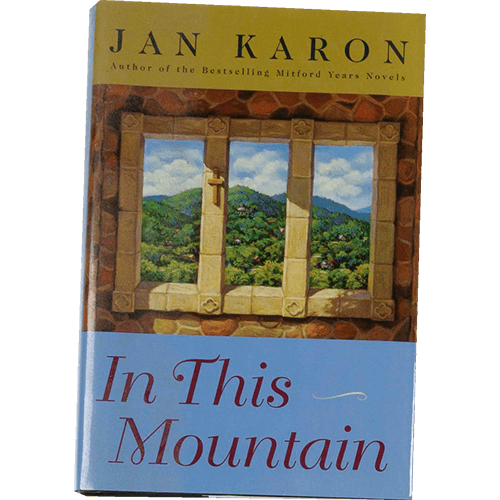 JAN KARON
Author of the Bestselling Mitford Years Novels
In This
Mountain